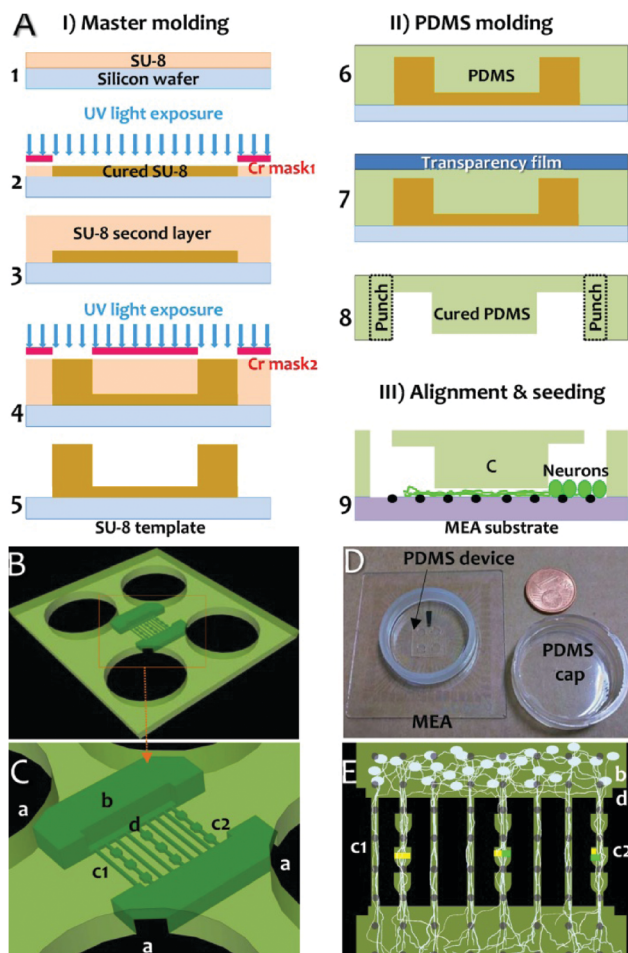 A
I) Master molding
SU-8
Silicon wafer
1
UV light exposure
Cured SU-8
Cr mask1
2
SU-8 second layer
3
UV light exposure
Cr mask2
4
5
SU-8 template
II) PDMS molding
6
PDMS
Transparency film
7
8
Punch
Cured PDMS
Punch
III) Alignment & seeding
C
Neurons
9
MEA substrate
B
D
PDMS device
PDMS
cap
MEA
C
a
b
d
c2
c1
a
a
E
b
d
c1
c2